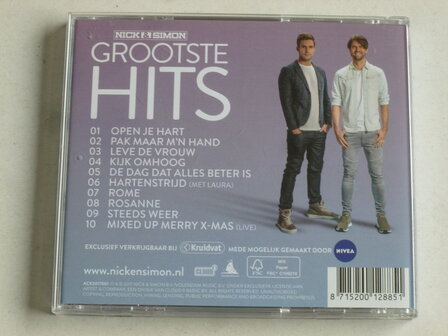 NICK & SIMON
GROOTSTE
HITS
01 OPEN JE HART
02 PAK MAAR M'N HAND
03 LEVE DE VROUW
04 KIJK OMHOOG
05 DE DAG DAT ALLES BETER IS
06 HARTENSTRIJD (MET LAURA)
07 ROME
08 ROSANNE
09 STEEDS WEER
10 MIXED UP MERRY X-MAS (LIVE)
EXCLUSIEF VERKRIJGBAAR BIJ Kruidvat MEDE MOGELIJK GEMAAKT DOOR NIVEA
www.nickensimon.nl
MIX
Paper
8 715200 128851